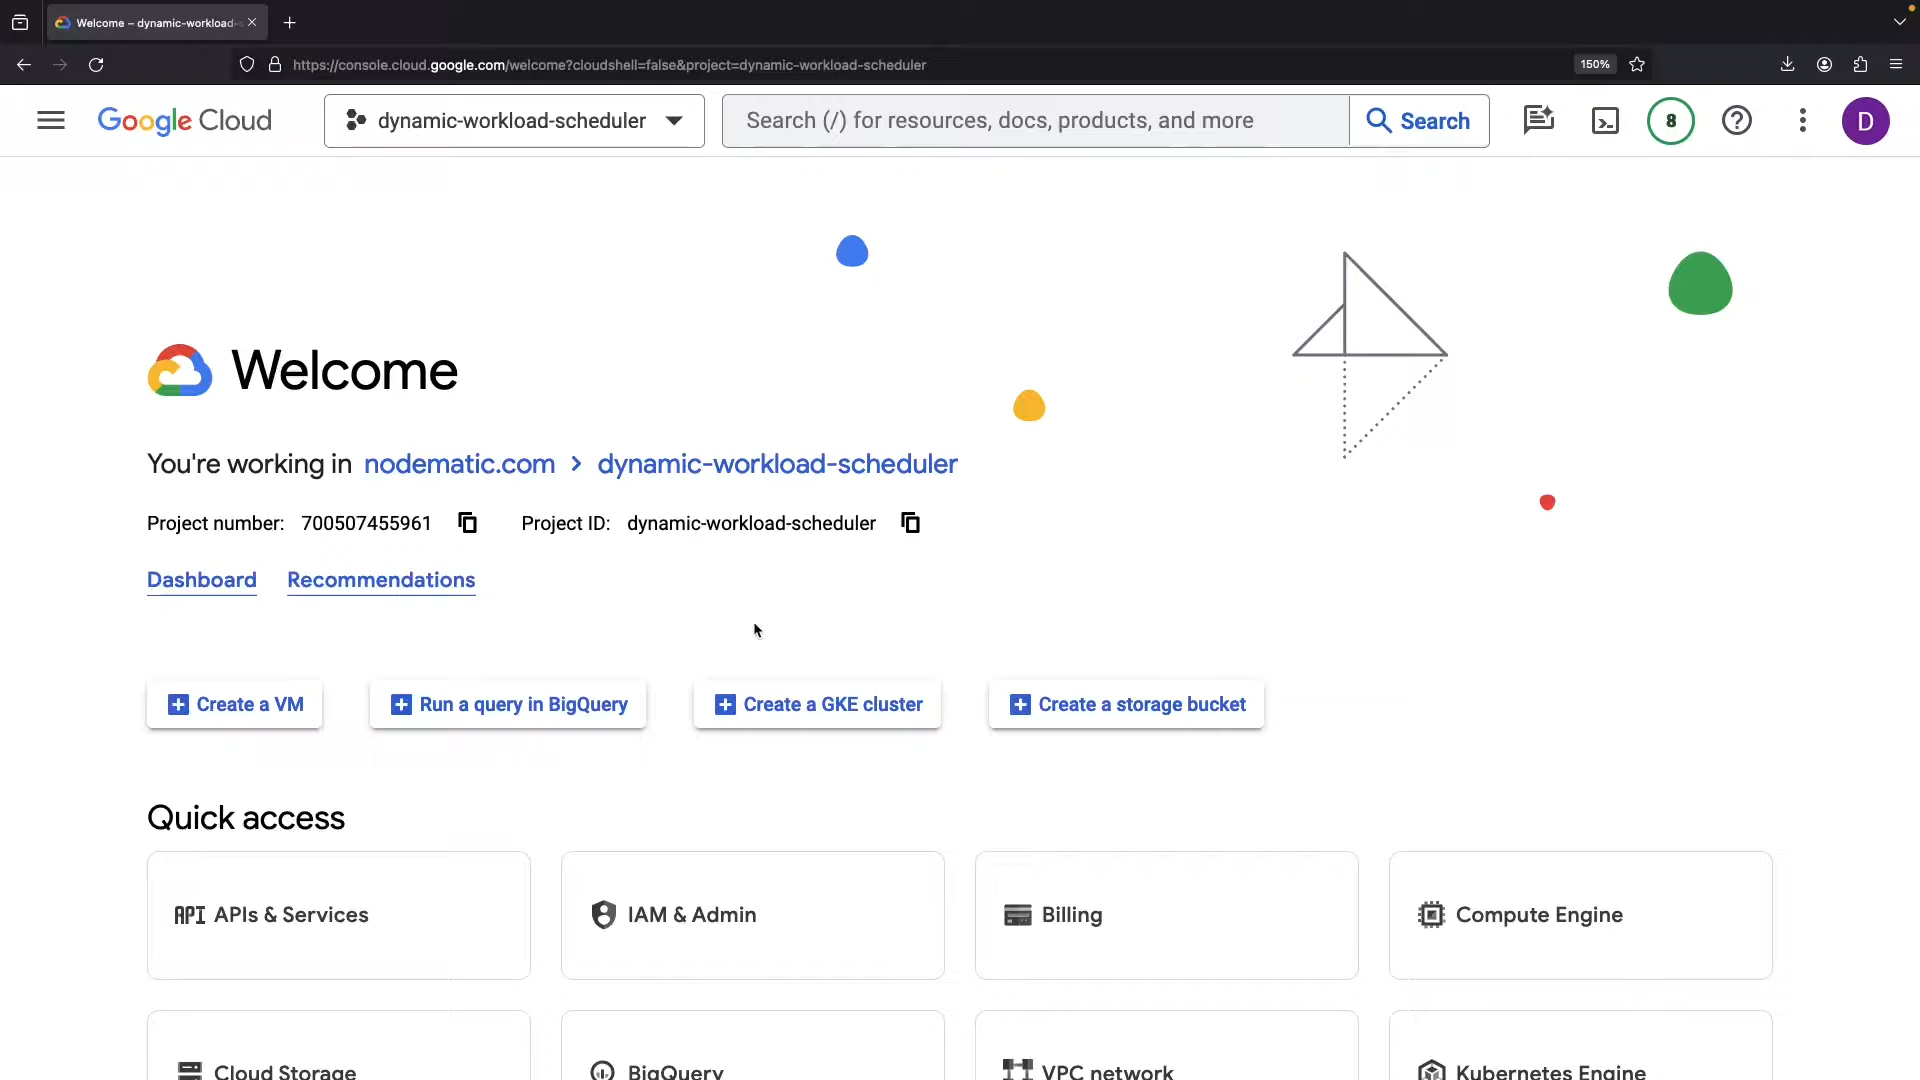 Welcome – dynamic-workload-
https://console.cloud.google.com/welcome?cloudshell=false&project=dynamic-workload-scheduler
150%
Google Cloud
dynamic-workload-scheduler
Search (/) for resources, docs, products, and more
Search
8
D
Welcome
You're working in nodematic.com > dynamic-workload-scheduler
Project number: 700507455961 Project ID: dynamic-workload-scheduler
Dashboard Recommendations
Create a VM
Run a query in BigQuery
Create a GKE cluster
Create a storage bucket
Quick access
API APIs & Services
IAM & Admin
Billing
Compute Engine
Cloud Storage
BigQuery
VPC network
Kubernetes Engine